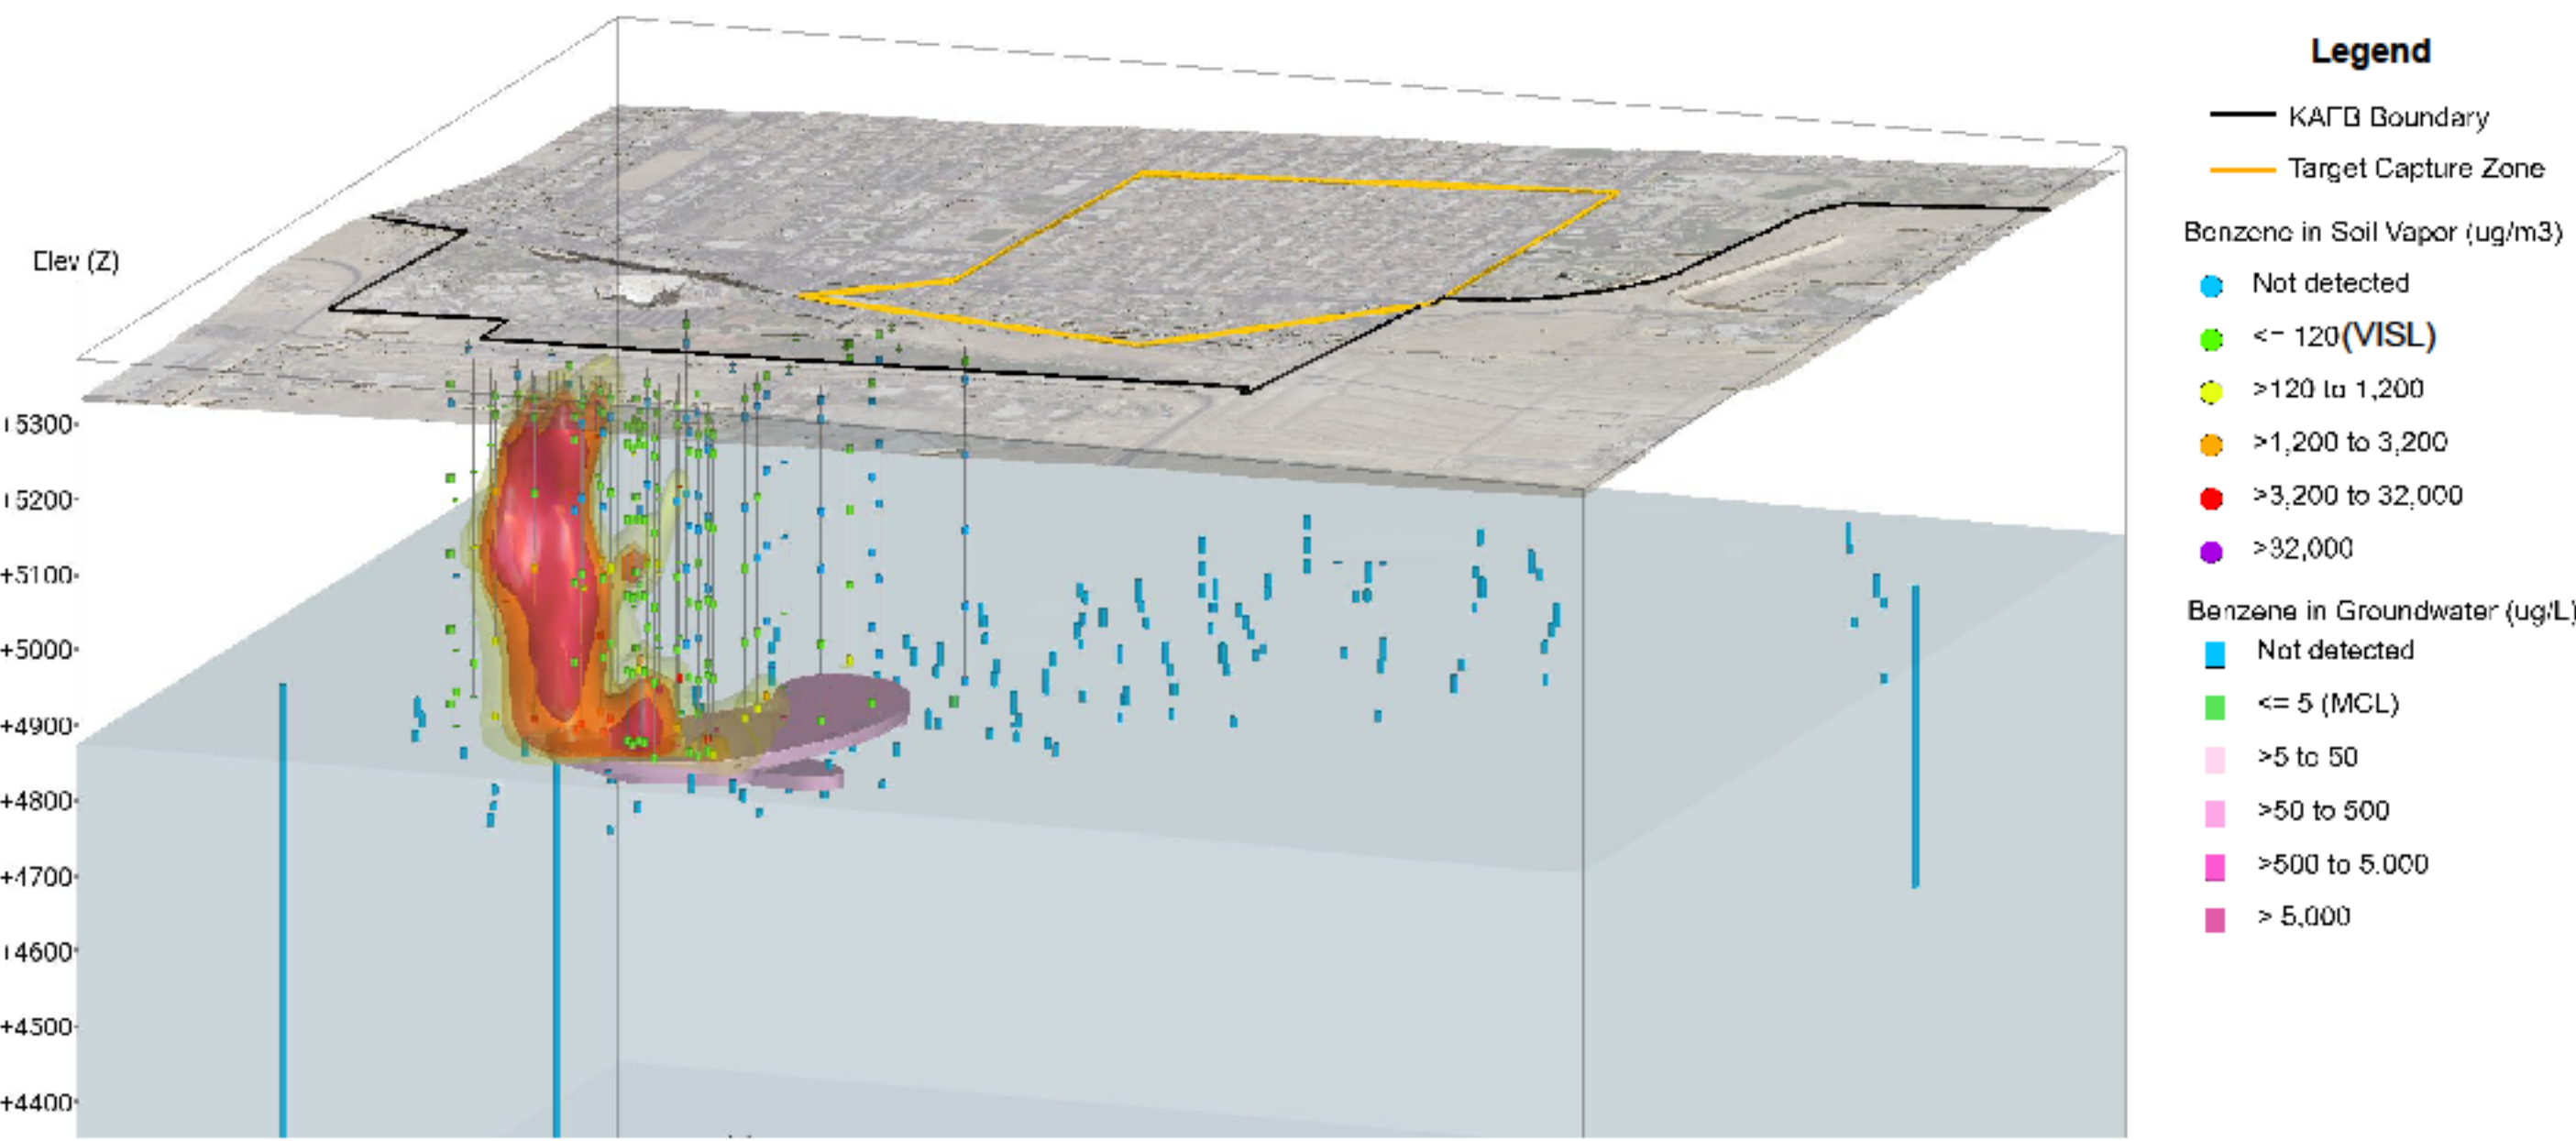 Legend
KAFB Boundary
Target Capture Zone
Benzene in Soil Vapor (ug/m3)
Not detected
<= 120(VISL)
>120 to 1,200
>1,200 to 3,200
>3,200 to 32,000
>32,000
Benzene in Groundwater (ug/L)
Not detected
<= 5 (MCL)
>5 to 50
>50 to 500
>500 to 5.000
> 5,000
Elev (Z)
+5300
+5200
+5100
+5000
+4900
+4800
+4700
+4600
+4500
+4400